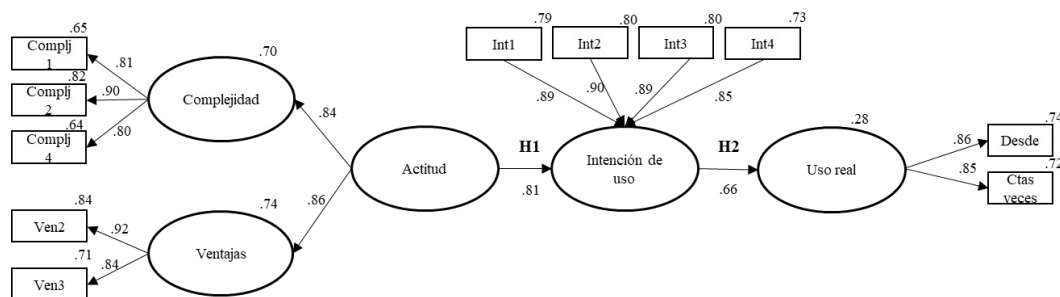 .65
Complj
1
.82
Complj
2
.64
Complj
4
.81
.90
.80
.70
Complejidad
.84
Ven2
.71
Ven3
.92
.84
.74
Ventajas
.84
.86
Actitud
H1
.81
.79
Int1
.80
Int2
.80
Int3
.73
Int4
.89
.90
.89
.85
Intención de
uso
H2
.66
.28
Uso real
.86
.85
.74
Desde
.72
Ctas
veces